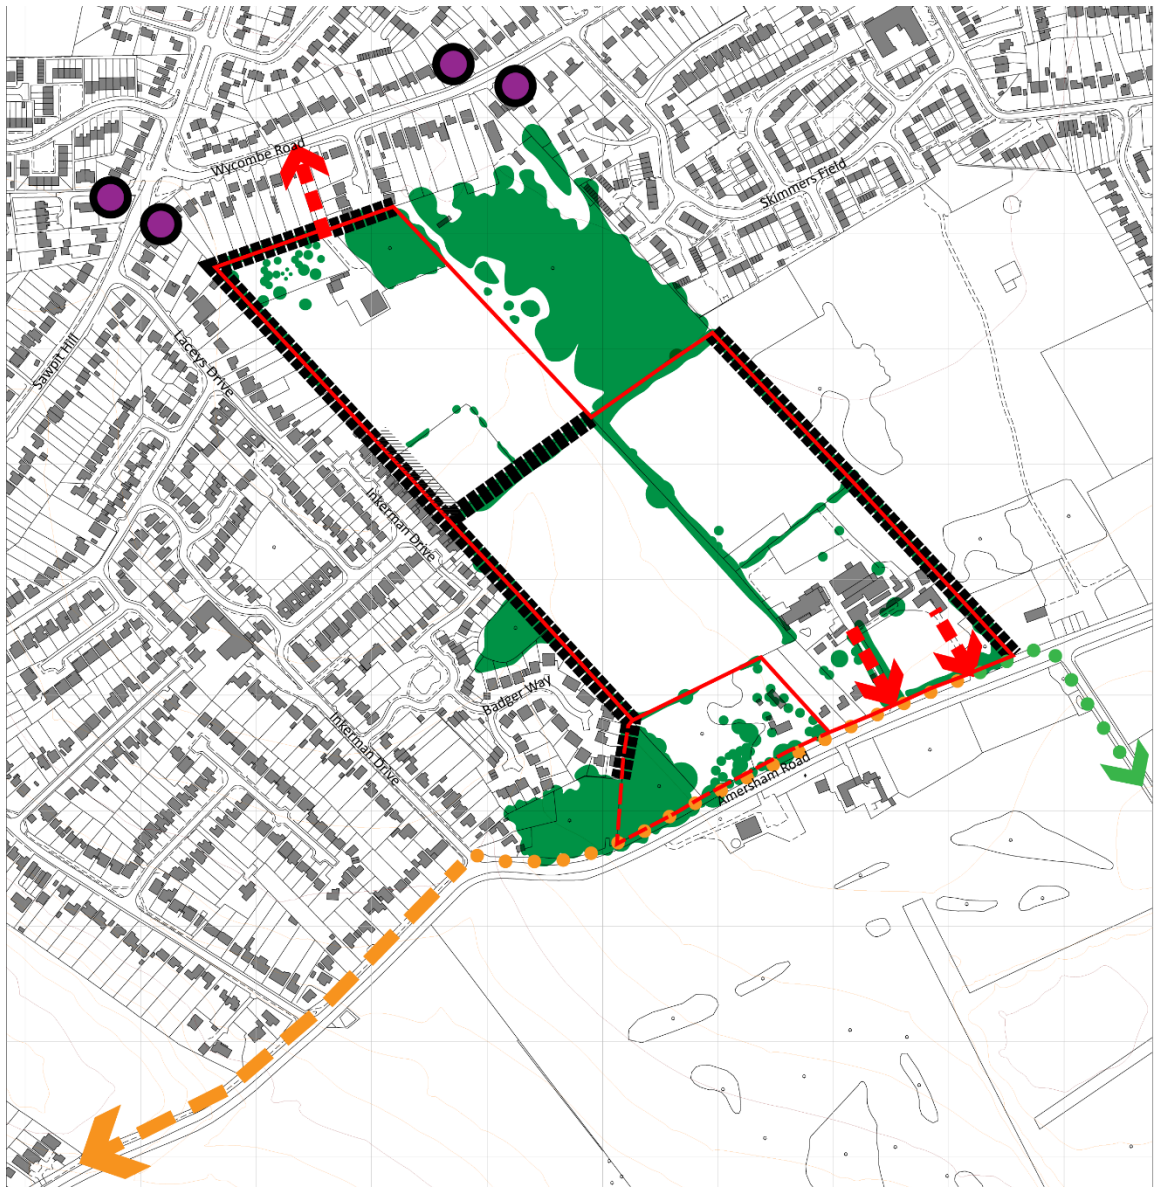 Wycombe Road
Skimmers Field
Sawpit Hill
Laceys Drive
Inkerman Drive
Badger Way
Inkerman Drive
Amersham Road